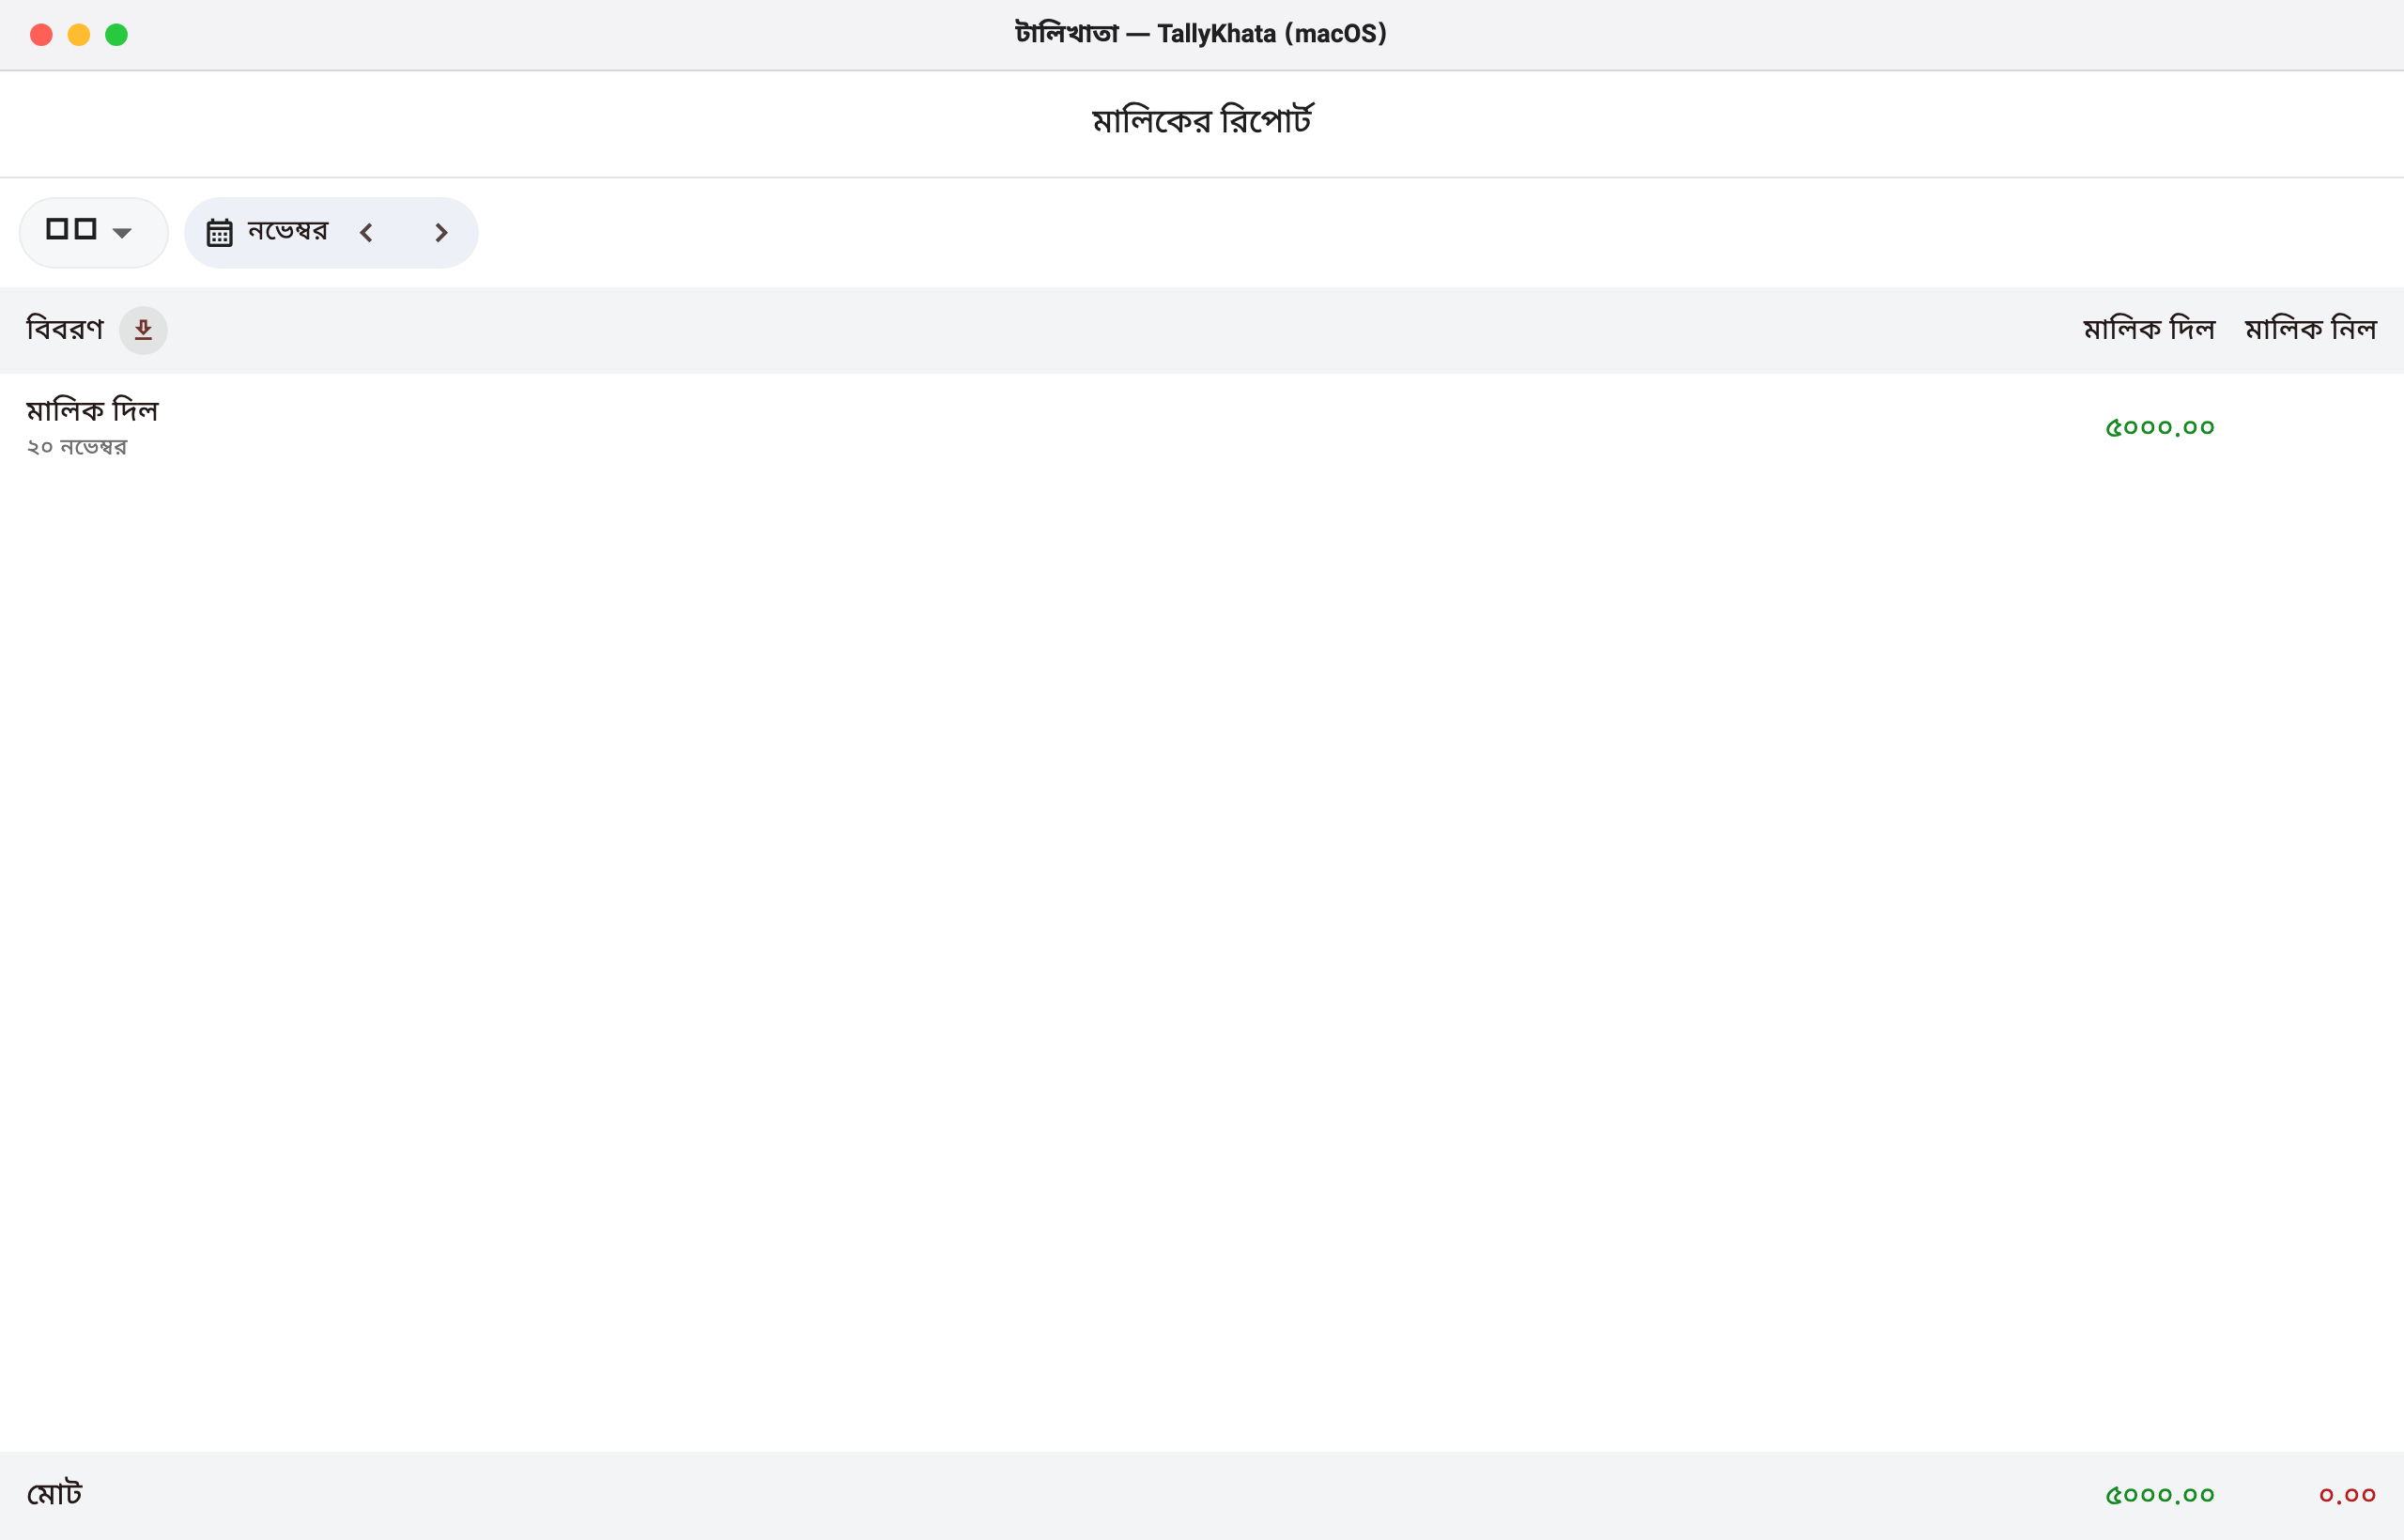 টালিখাতা — TallyKhata (macOS)
মালিকের রিপোর্ট
নভেম্বর
বিবরণ মালিক দিল মালিক নিল
মালিক দিল ৫০০০.০০
২০ নভেম্বর
মোট ৫০০০.০০ ০.০০